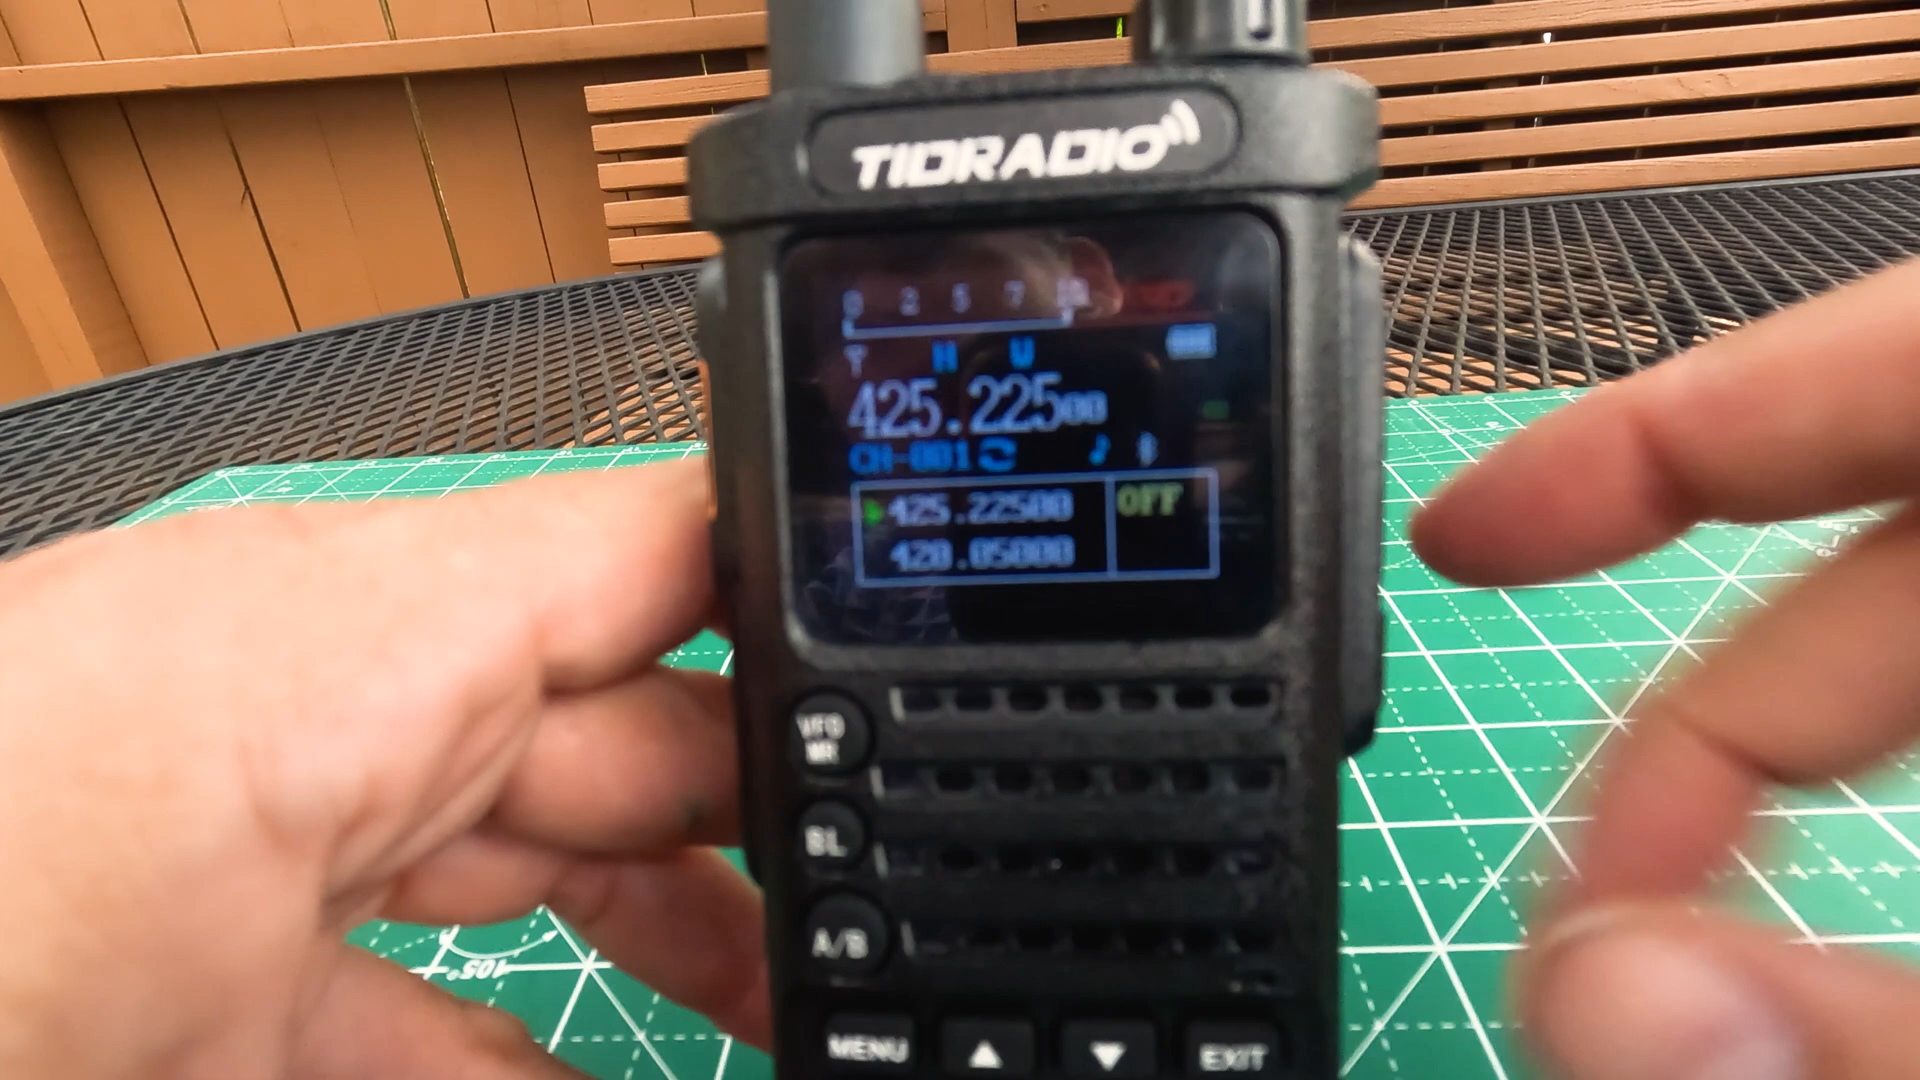 TIDRADIO
0 2 5 7
T H W
425.22500
CH-001
425.22500 OFF
420.05000
VFO
MR
BL
A/B
MENU ▲ ▼ EXIT
105°